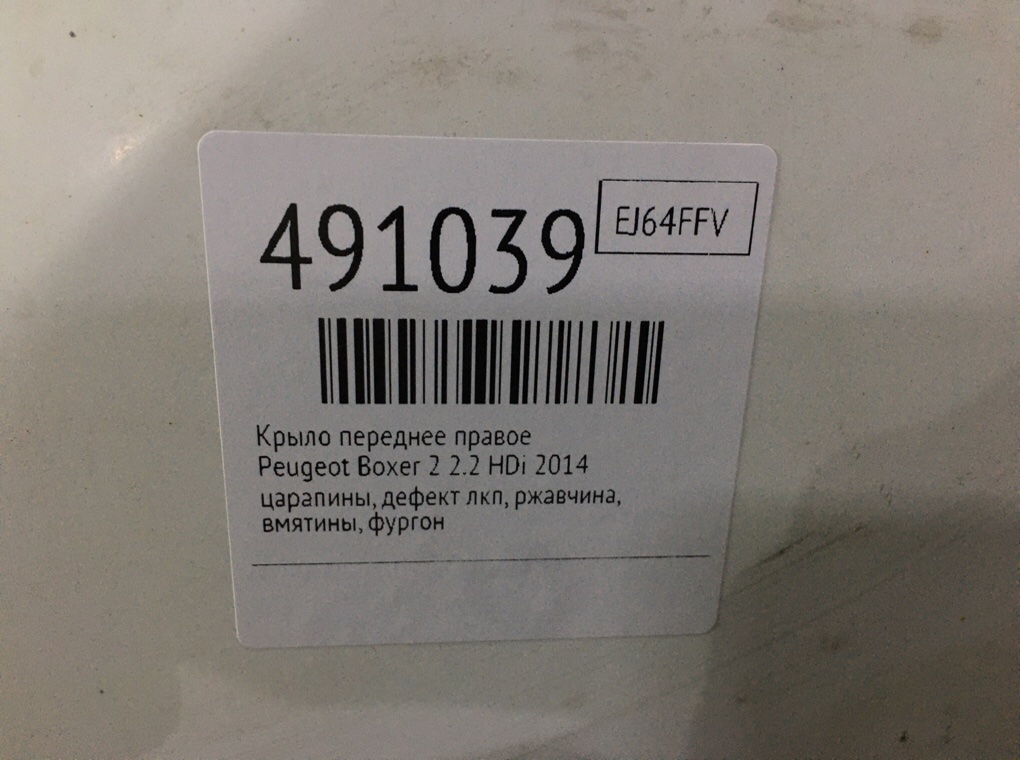 491039
EJ64FFV
Крыло переднее правое
Peugeot Boxer 2 2.2 HDi 2014
царапины, дефект лкп, ржавчина,
вмятины, фургон